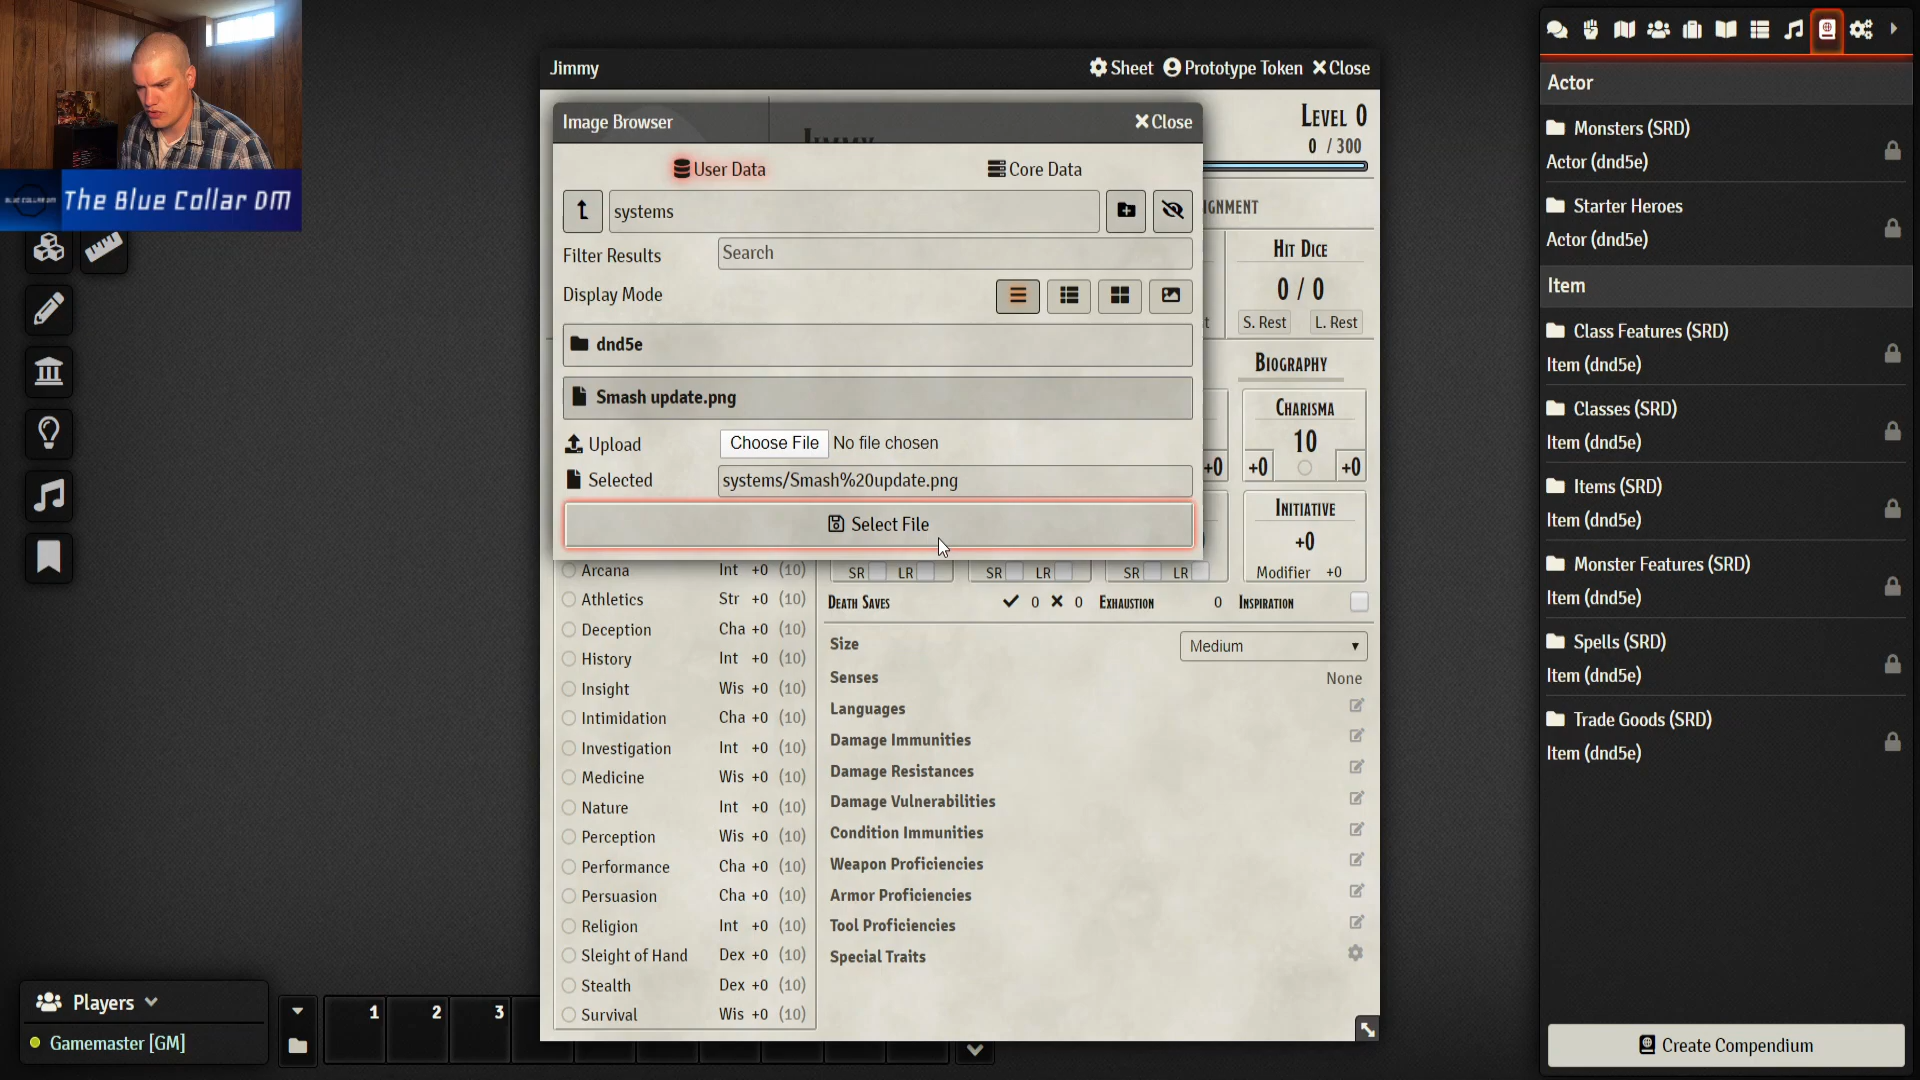 The Blue Collar DM
Jimmy
Sheet
Prototype Token
Close
Image Browser
Close
User Data
Core Data
systems
Filter Results
Search
Display Mode
dnd5e
Smash update.png
Upload
Choose File No file chosen
Selected
systems/Smash%20update.png
Select File
Level 0
0 / 300
Hit Dice
0 / 0
S. Rest
L. Rest
Biography
Charisma
10
+0
+0
+0
Initiative
+0
Modifier +0
SR LR
SR LR
SR LR
Death Saves 0 0 Exhaustion 0 Inspiration
Arcana Int +0 (10)
Athletics Str +0 (10)
Deception Cha +0 (10)
History Int +0 (10)
Insight Wis +0 (10)
Intimidation Cha +0 (10)
Investigation Int +0 (10)
Medicine Wis +0 (10)
Nature Int +0 (10)
Perception Wis +0 (10)
Performance Cha +0 (10)
Persuasion Cha +0 (10)
Religion Int +0 (10)
Sleight of Hand Dex +0 (10)
Stealth Dex +0 (10)
Survival Wis +0 (10)
Size Medium
Senses None
Languages
Damage Immunities
Damage Resistances
Damage Vulnerabilities
Condition Immunities
Weapon Proficiencies
Armor Proficiencies
Tool Proficiencies
Special Traits
Actor
Monsters (SRD)
Actor (dnd5e)
Starter Heroes
Actor (dnd5e)
Item
Class Features (SRD)
Item (dnd5e)
Classes (SRD)
Item (dnd5e)
Items (SRD)
Item (dnd5e)
Monster Features (SRD)
Item (dnd5e)
Spells (SRD)
Item (dnd5e)
Trade Goods (SRD)
Item (dnd5e)
Create Compendium
Players
Gamemaster [GM]
1
2
3